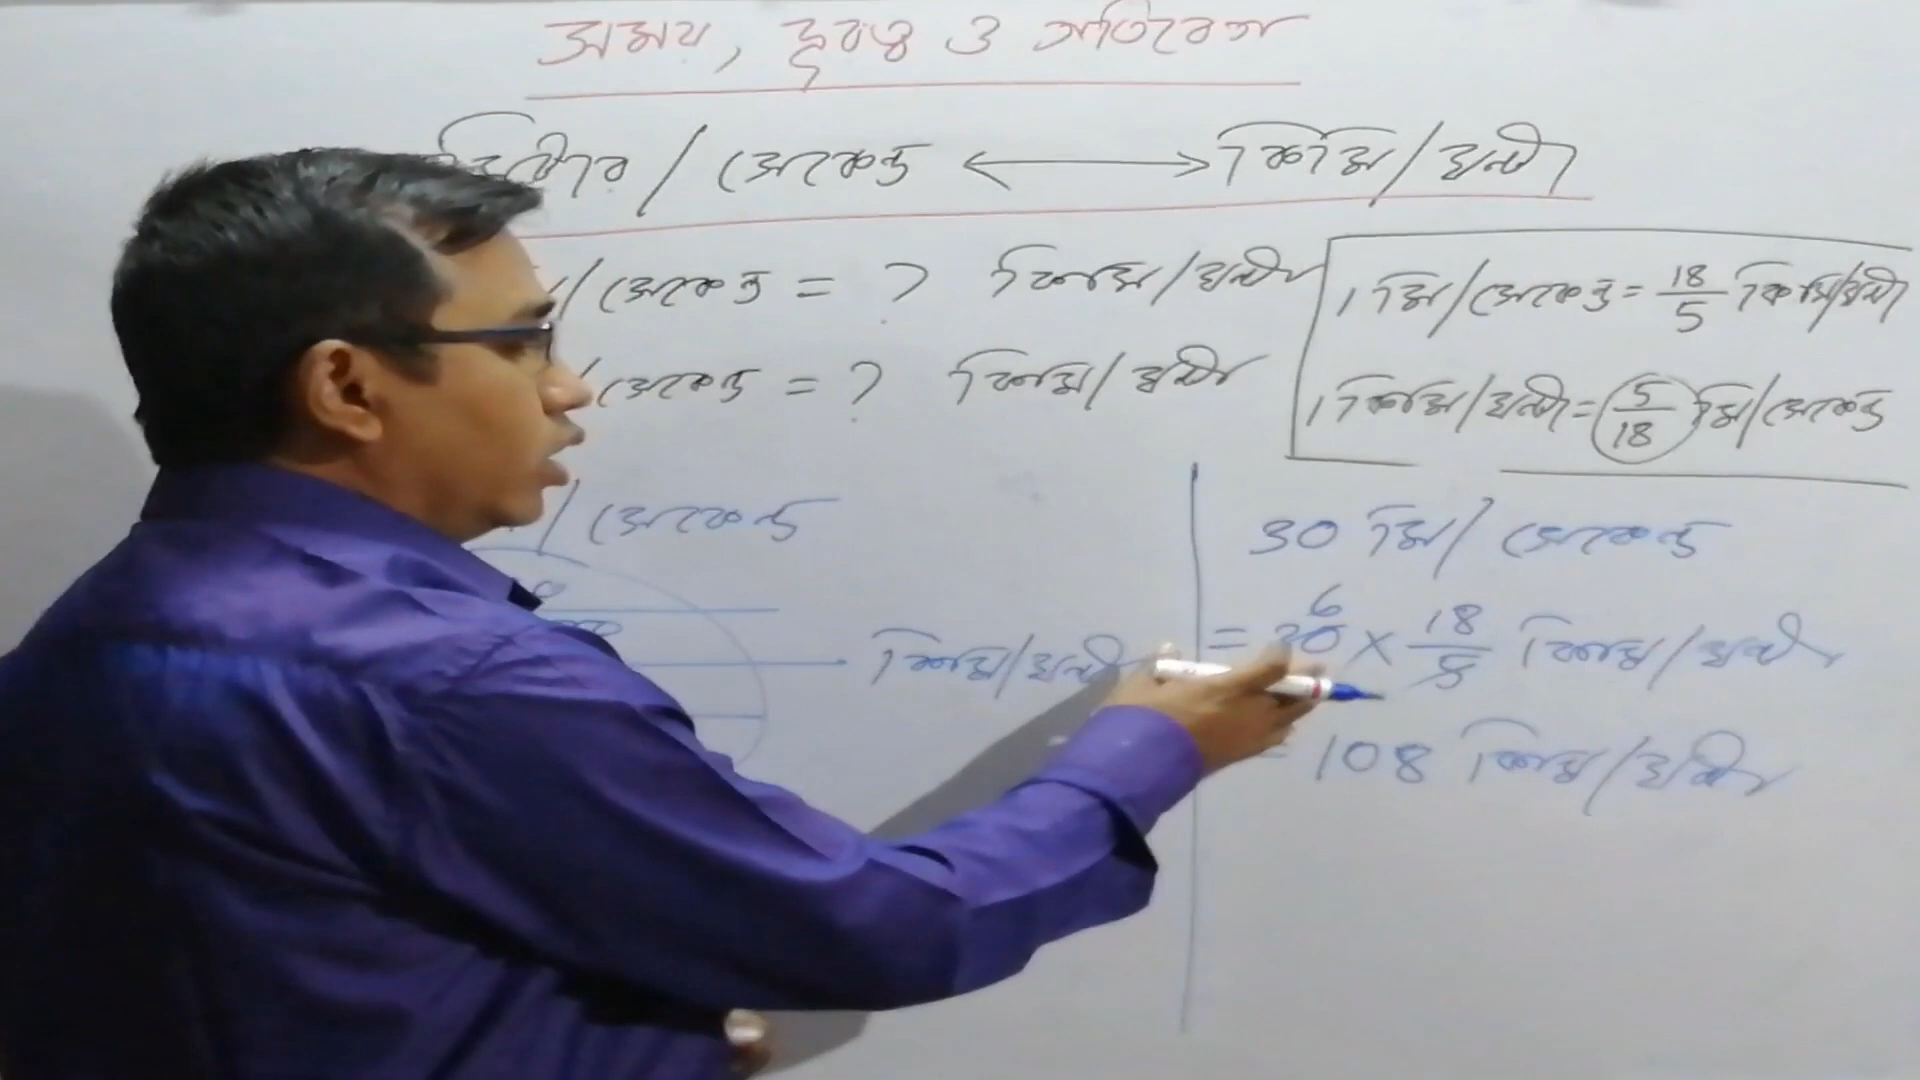 সময়, দূরত্ব ও গতিবেগ
মিটার / সেকেন্ড ⟷ কিমি / ঘন্টা
/ সেকেন্ড = ? কিমি / ঘন্টা
/ সেকেন্ড = ? কিমি / ঘন্টা
1 মি / সেকেন্ড = 18/5 কিমি / ঘন্টা
1 কিমি / ঘন্টা = 5/18 মি / সেকেন্ড
/ সেকেন্ড
কিমি / ঘন্টা
30 মি / সেকেন্ড
= 30 6 × 18/5 কিমি / ঘন্টা
= 108 কিমি / ঘন্টা